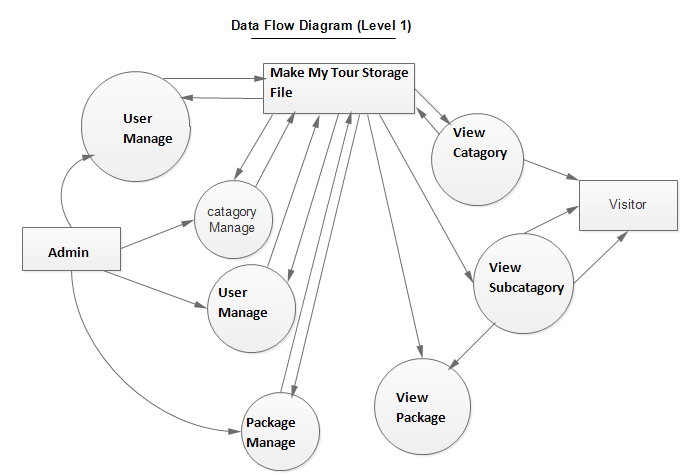 Data Flow Diagram (Level 1)
Make My Tour Storage
File
User
Manage
View
Catagory
catagory
Manage
Visitor
Admin
View
Subcatagory
User
Manage
View
Package
Package
Manage